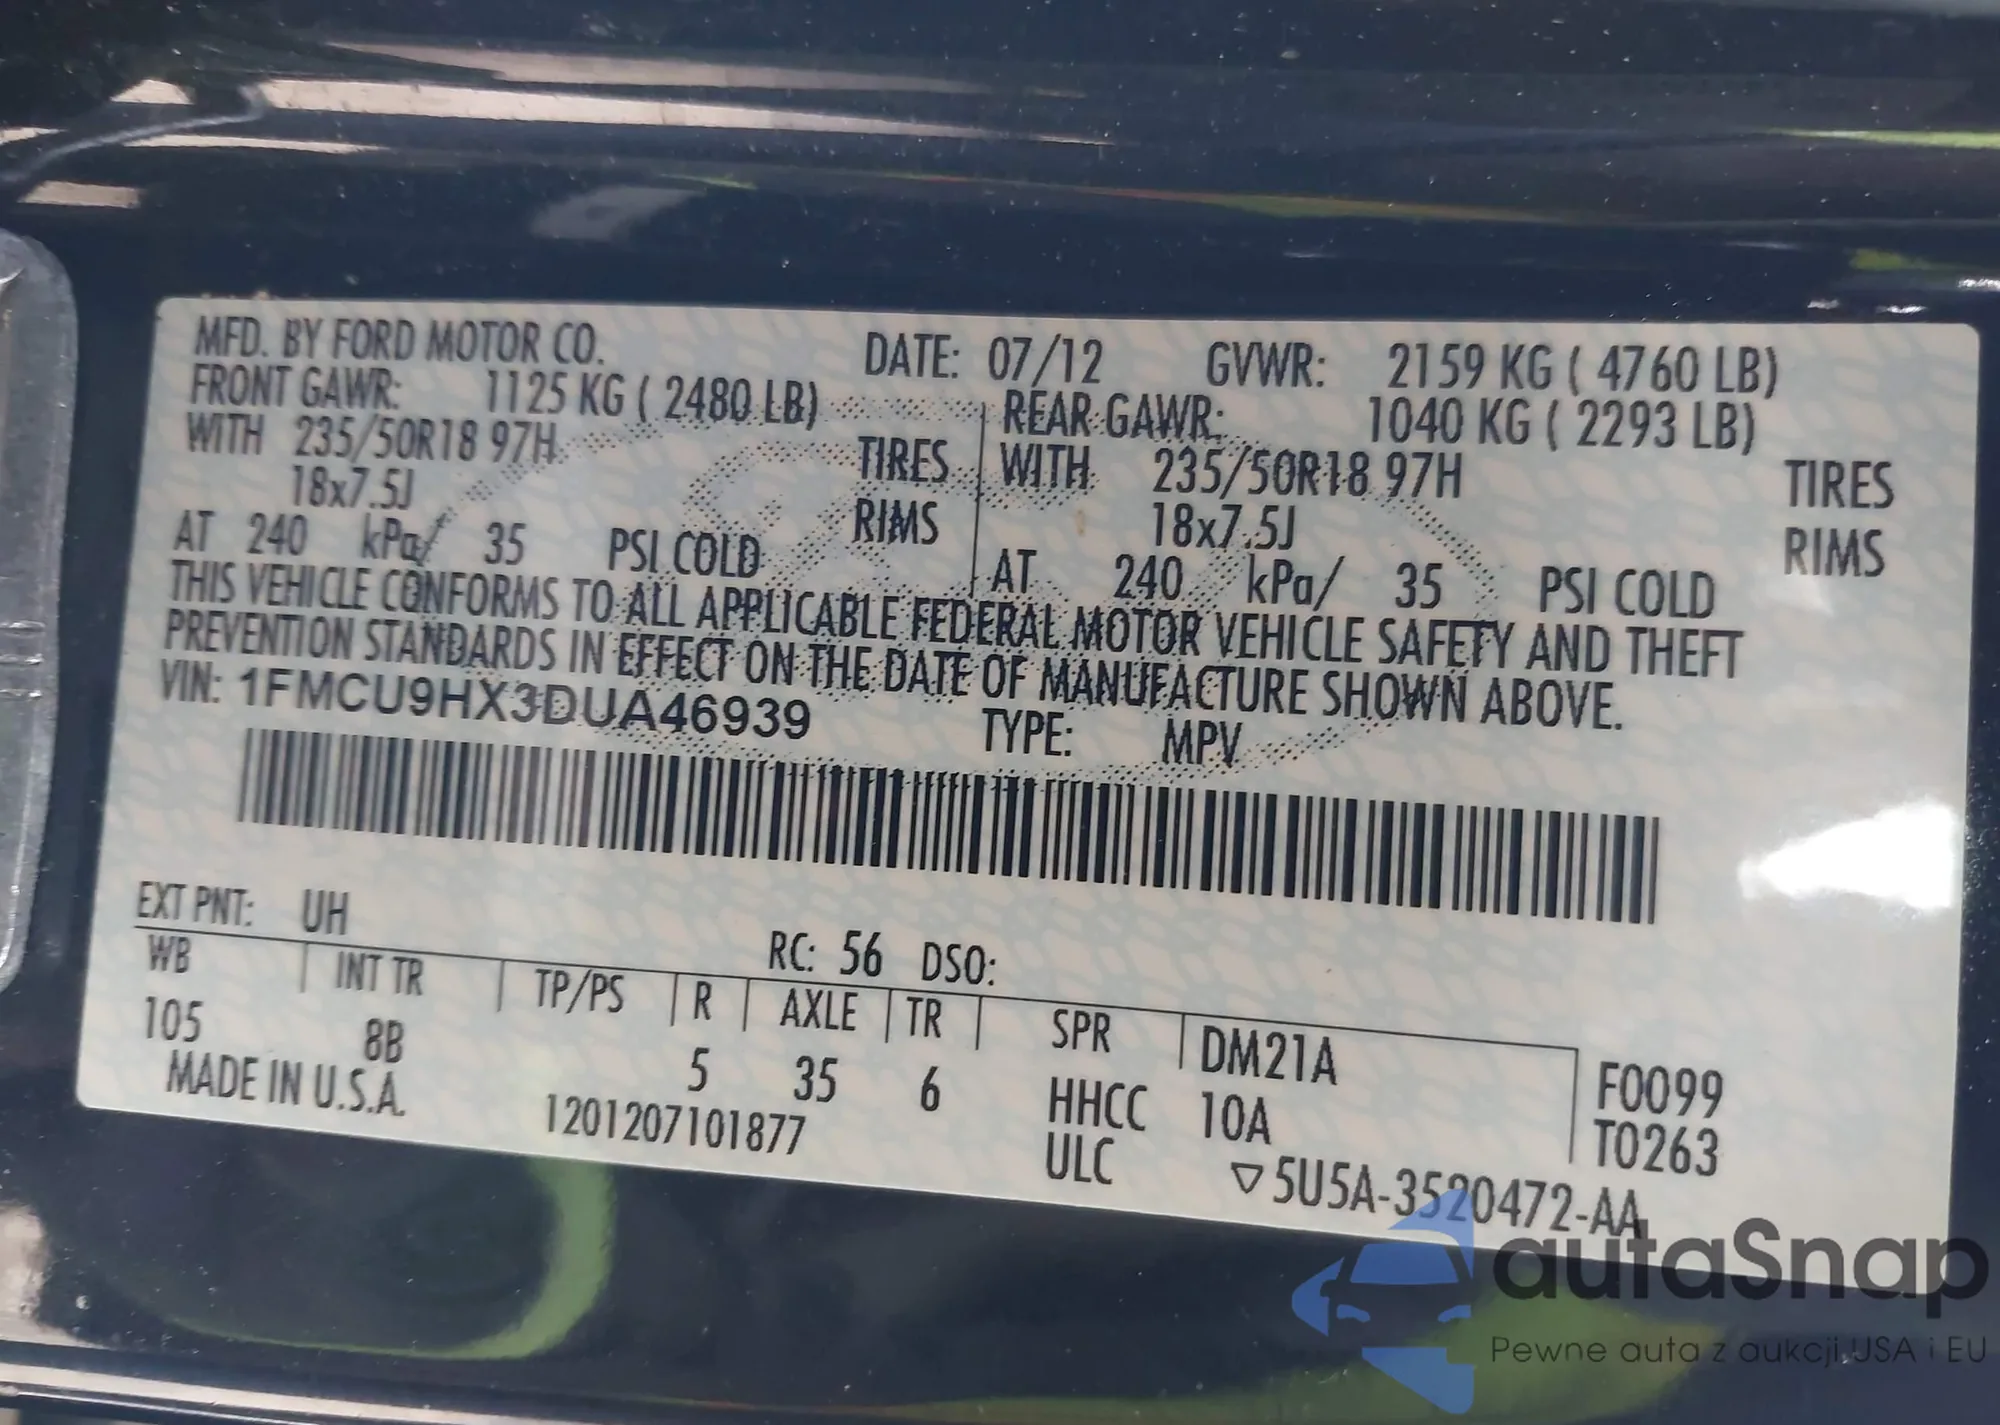 MFD. BY FORD MOTOR CO. DATE: 07/12 GVWR: 2159 KG ( 4760 LB)
FRONT GAWR: 1125 KG ( 2480 LB) REAR GAWR: 1040 KG ( 2293 LB)
WITH 235/50R18 97H TIRES WITH 235/50R18 97H TIRES
18x7.5J RIMS 18x7.5J RIMS
AT 240 kPa/ 35 PSI COLD AT 240 kPa/ 35 PSI COLD
THIS VEHICLE CONFORMS TO ALL APPLICABLE FEDERAL MOTOR VEHICLE SAFETY AND THEFT
PREVENTION STANDARDS IN EFFECT ON THE DATE OF MANUFACTURE SHOWN ABOVE.
VIN: 1FMCU9HX3DUA46939 TYPE: MPV
EXT PNT: UH RC: 56 DSO:
WB INT TR TP/PS R AXLE TR SPR DM21A F0099
105 8B 5 35 6 HHCC 10A T0263
MADE IN U.S.A. 1201207101877 ULC ▽5U5A-3520472-AA
autaSnap
Pewne auta z aukcji USA i EU